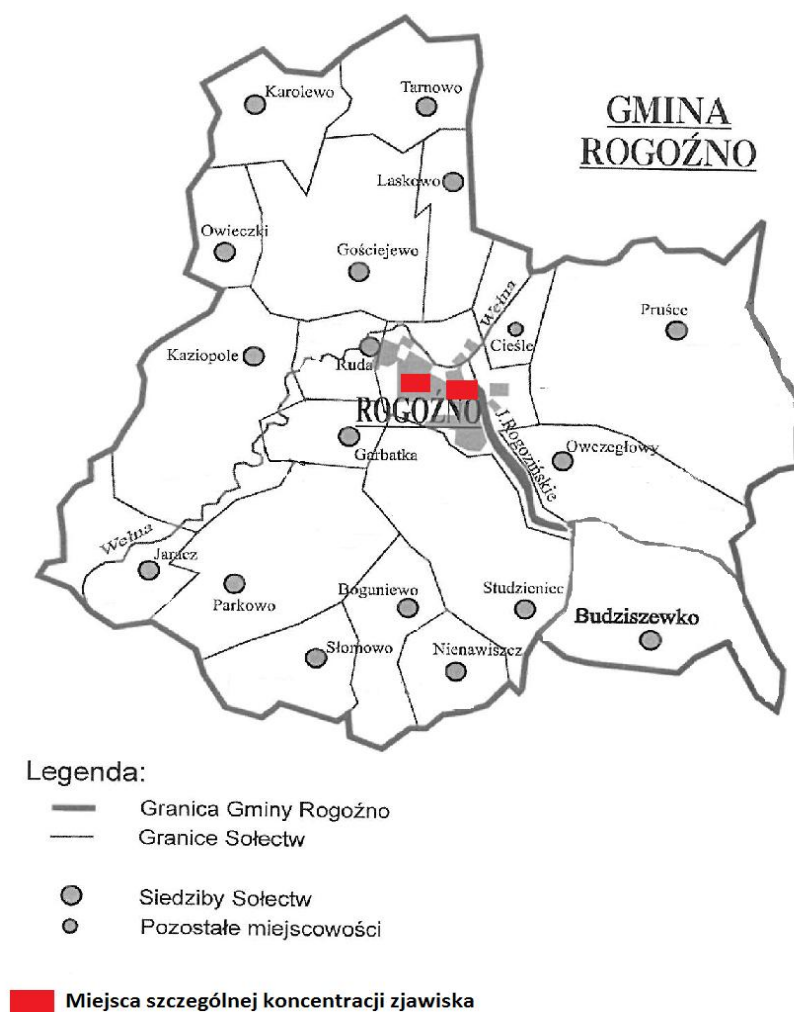 GMINA
ROGOŹNO
Karolewo
Tarnowo
Laskowo
Owieczki
Gościejewo
Wełna
Pruśce
Cieśle
Kaziopole
Ruda
ROGOŹNO
J.Rogozińskie
Garbatka
Owczegłowy
Wełna
Jaracz
Parkowo
Boguniewo
Studzieniec
Budziszewko
Słomowo
Nienawiszcz
Legenda:
Granica Gminy Rogoźno
Granice Sołectw
Siedziby Sołectw
Pozostałe miejscowości
Miejsca szczególnej koncentracji zjawiska